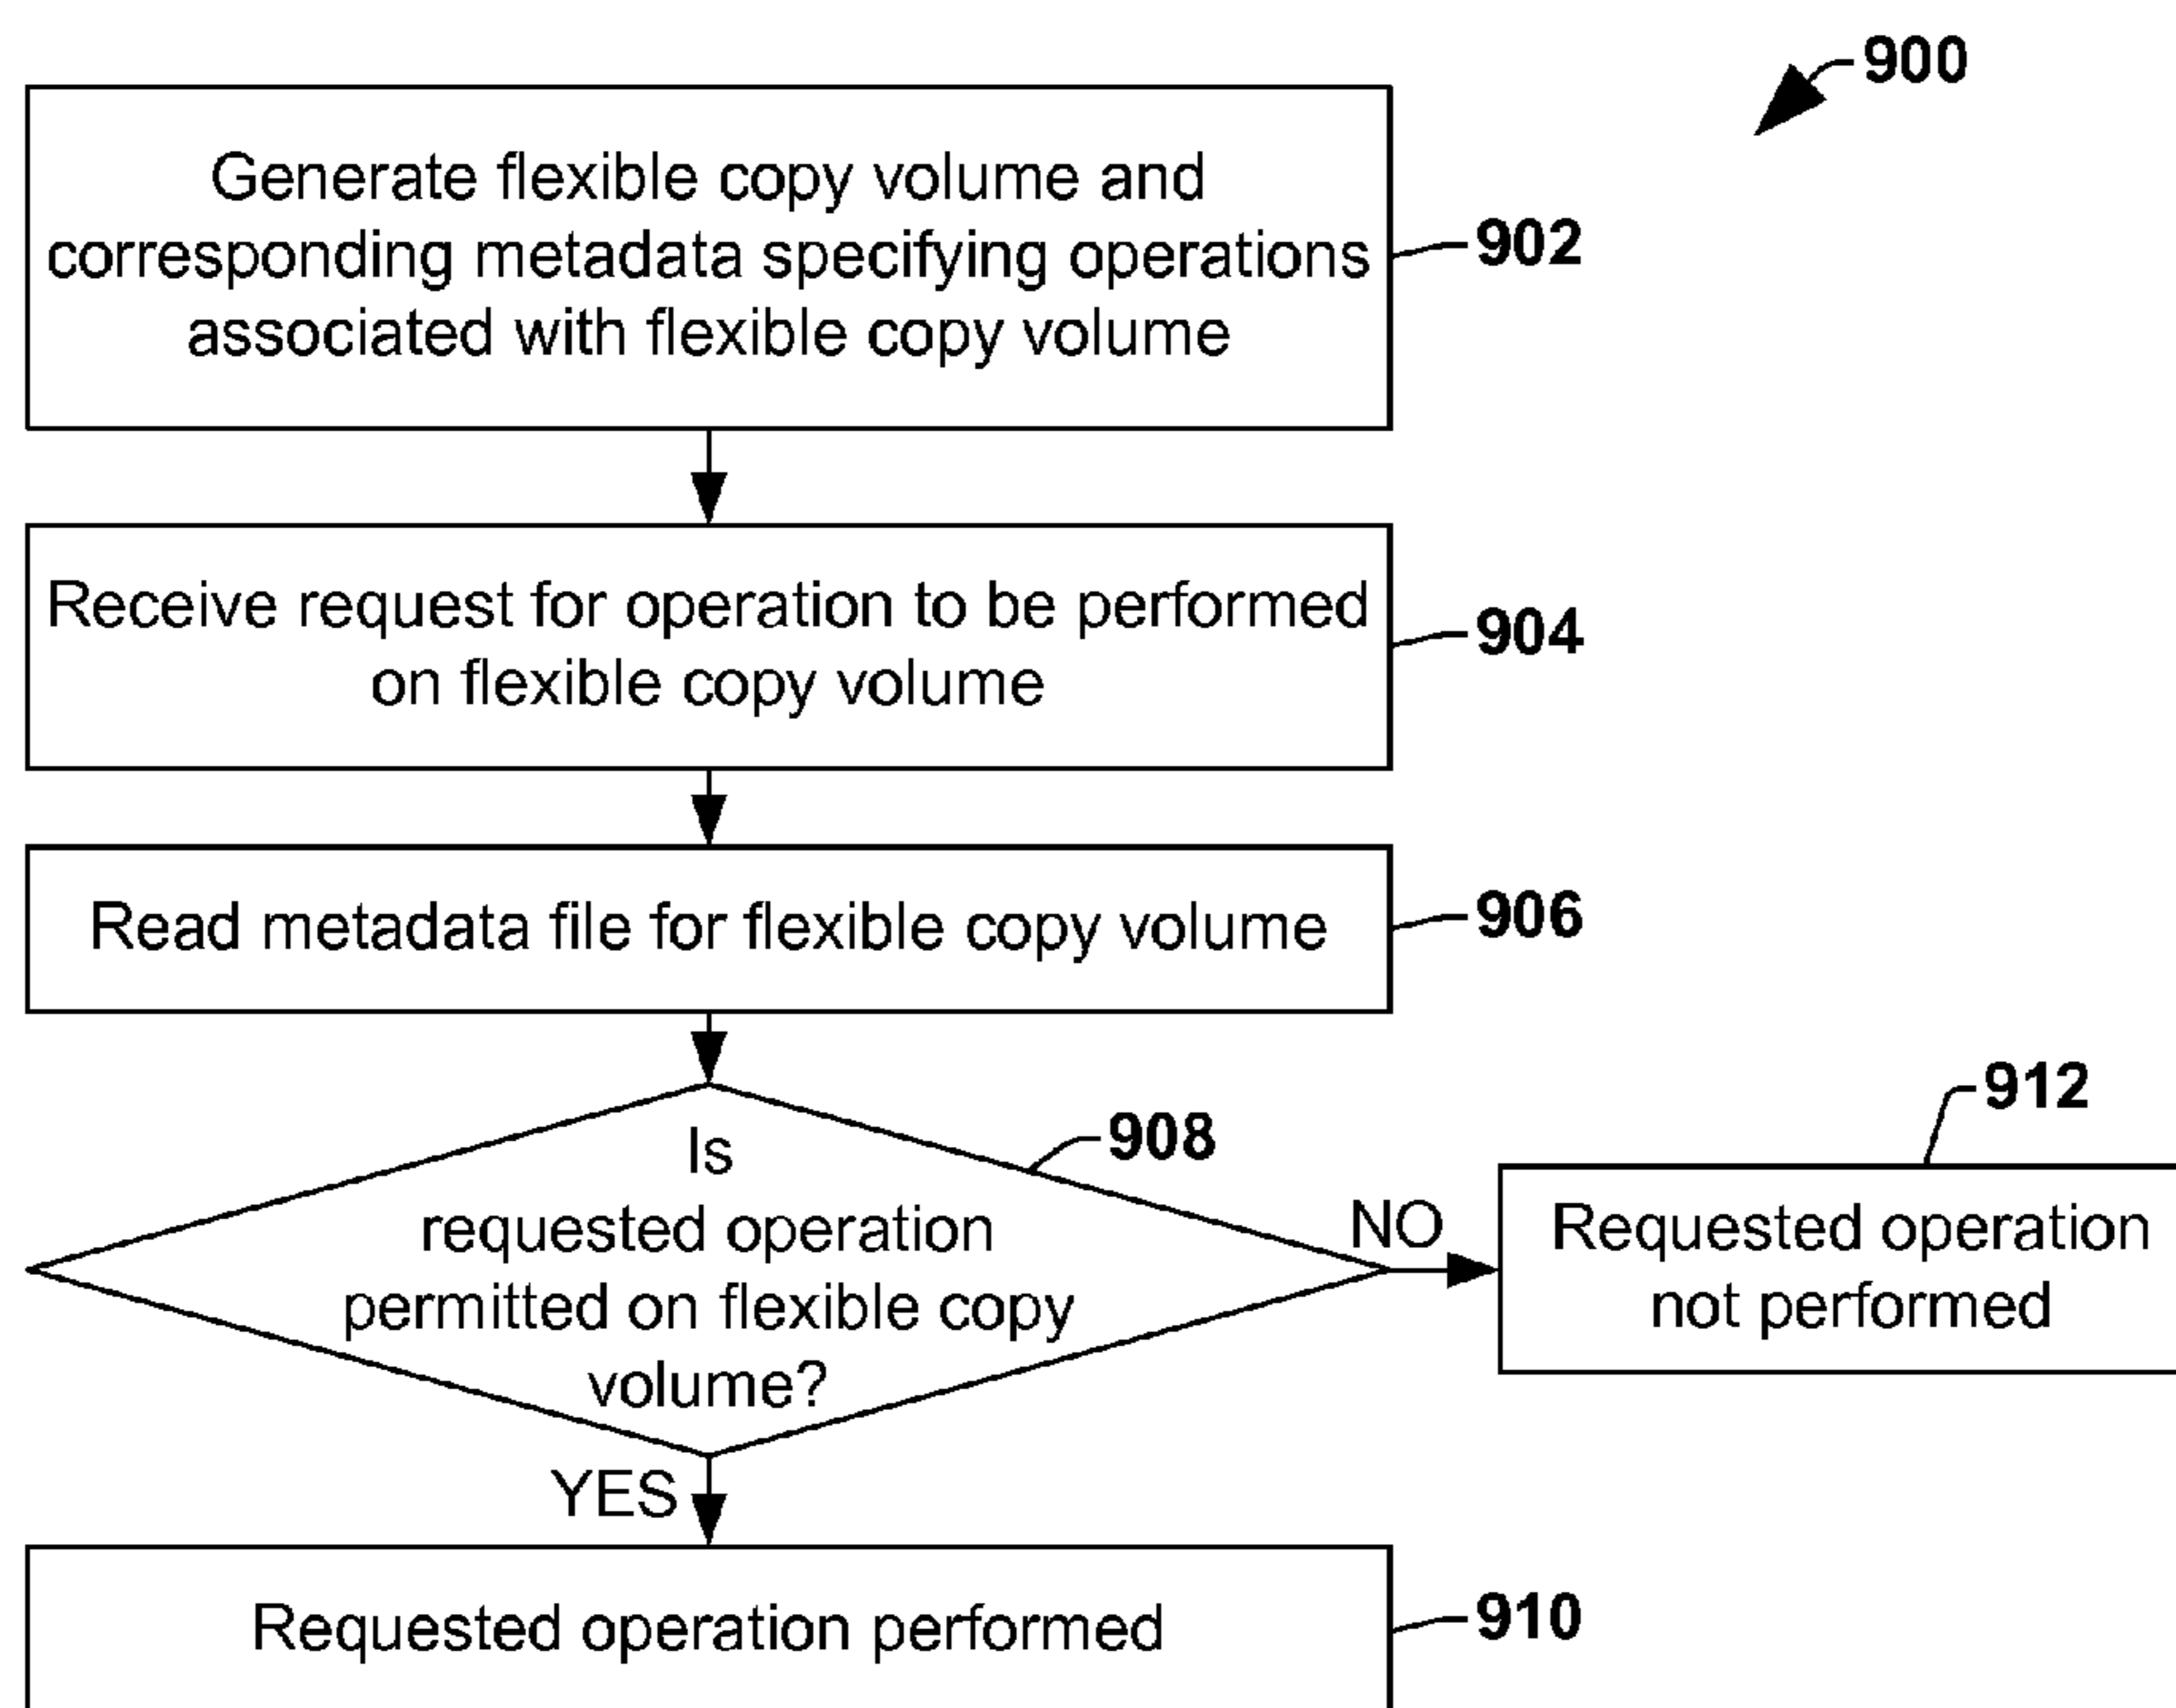 900
Generate flexible copy volume and
corresponding metadata specifying operations
associated with flexible copy volume
902
Receive request for operation to be performed
on flexible copy volume
904
Read metadata file for flexible copy volume
906
Is
requested operation
permitted on flexible copy
volume?
908
NO
912
Requested operation
not performed
YES
Requested operation performed
910